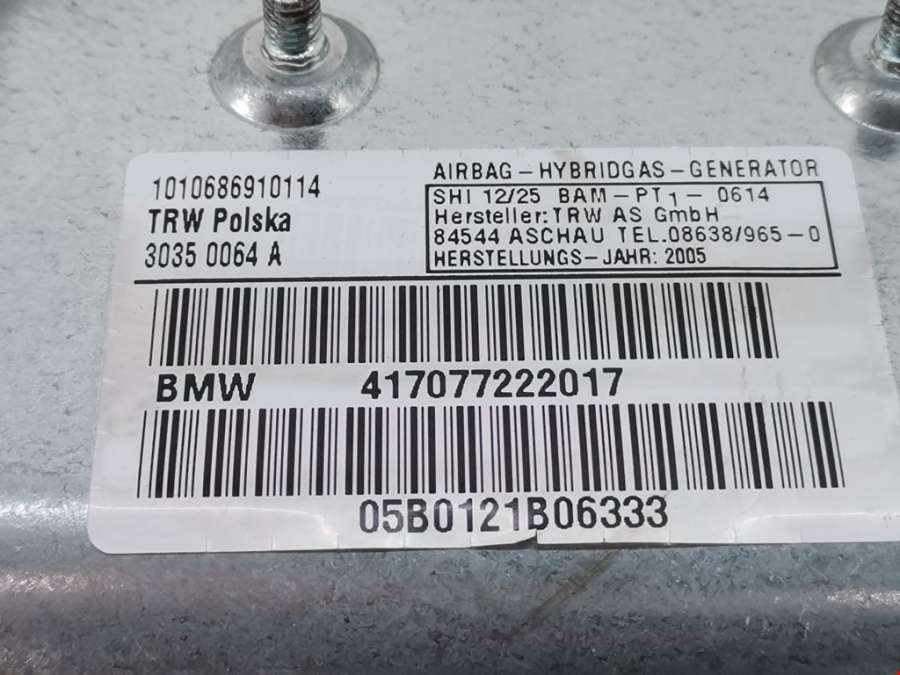 1010686910114
TRW Polska
3035 0064 A
AIRBAG-HYBRIDGAS-GENERATOR
SHI 12/25 BAM-PT1-0614
Hersteller: TRW AS GmbH
84544 ASCHAU TEL.08638/965-0
HERSTELLUNGS-JAHR: 2005
BMW 417077222017
05B0121B06333